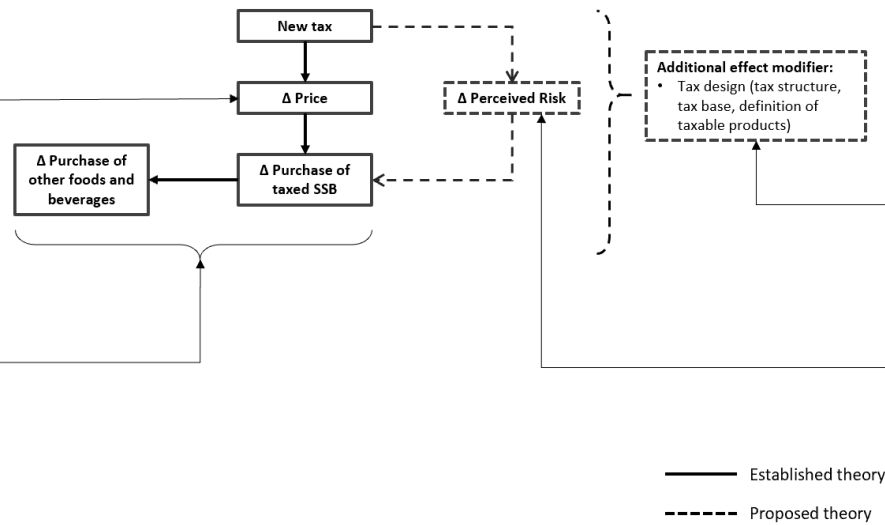 New tax
Δ Price
Δ Perceived Risk
Additional effect modifier:
• Tax design (tax structure,
tax base, definition of
taxable products)
Δ Purchase of
other foods and
beverages
Δ Purchase of
taxed SSB
Established theory
Proposed theory